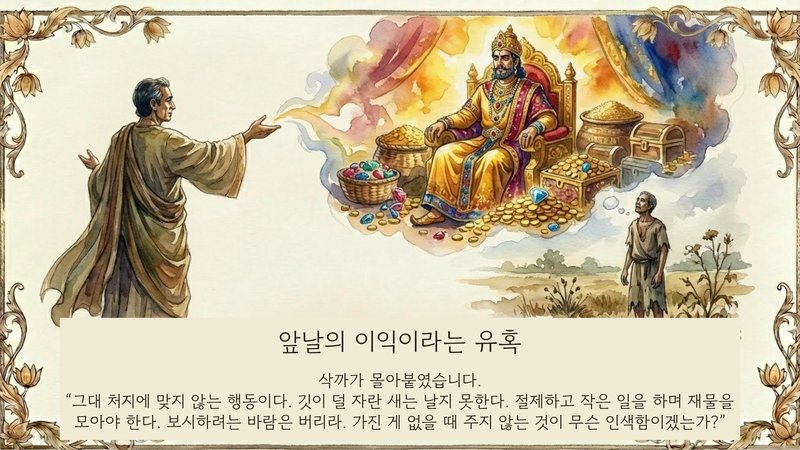 앞날의 이익이라는 유혹
삭까가 몰아붙였습니다.
“그대 처지에 맞지 않는 행동이다. 깃이 덜 자란 새는 날지 못한다. 절제하고 작은 일을 하며 재물을
모아야 한다. 보시하려는 바람은 버리라. 가진 게 없을 때 주지 않는 것이 무슨 인색함이겠는가?”